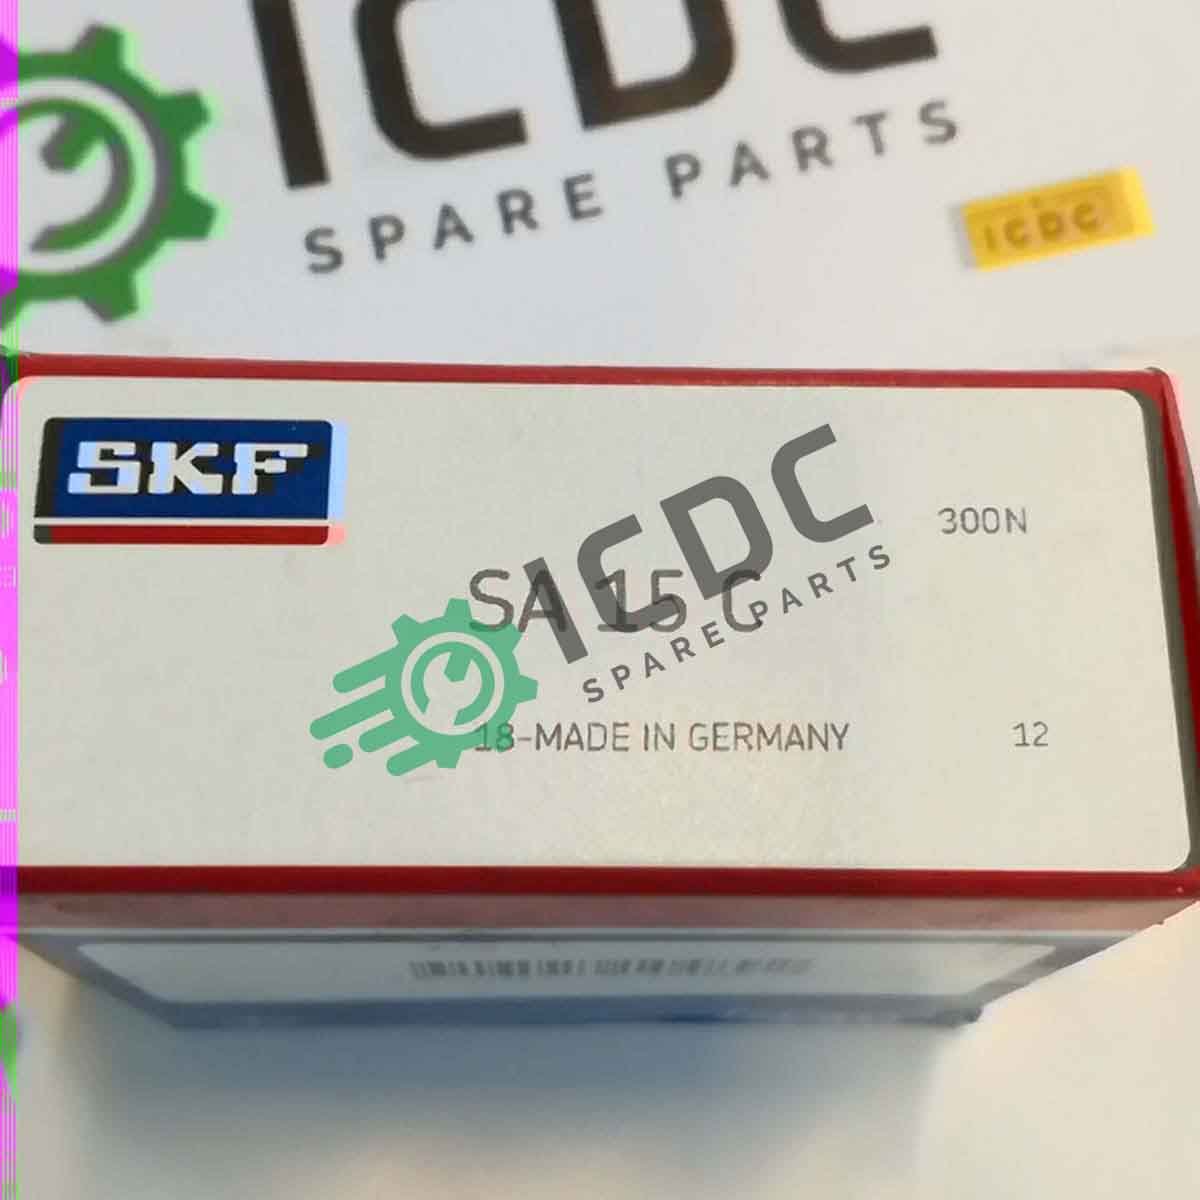 ICDC
SPARE PARTS
ICDC
SKF
300N
SA 15 C
ICDC
SPARE PARTS
18-MADE IN GERMANY
12